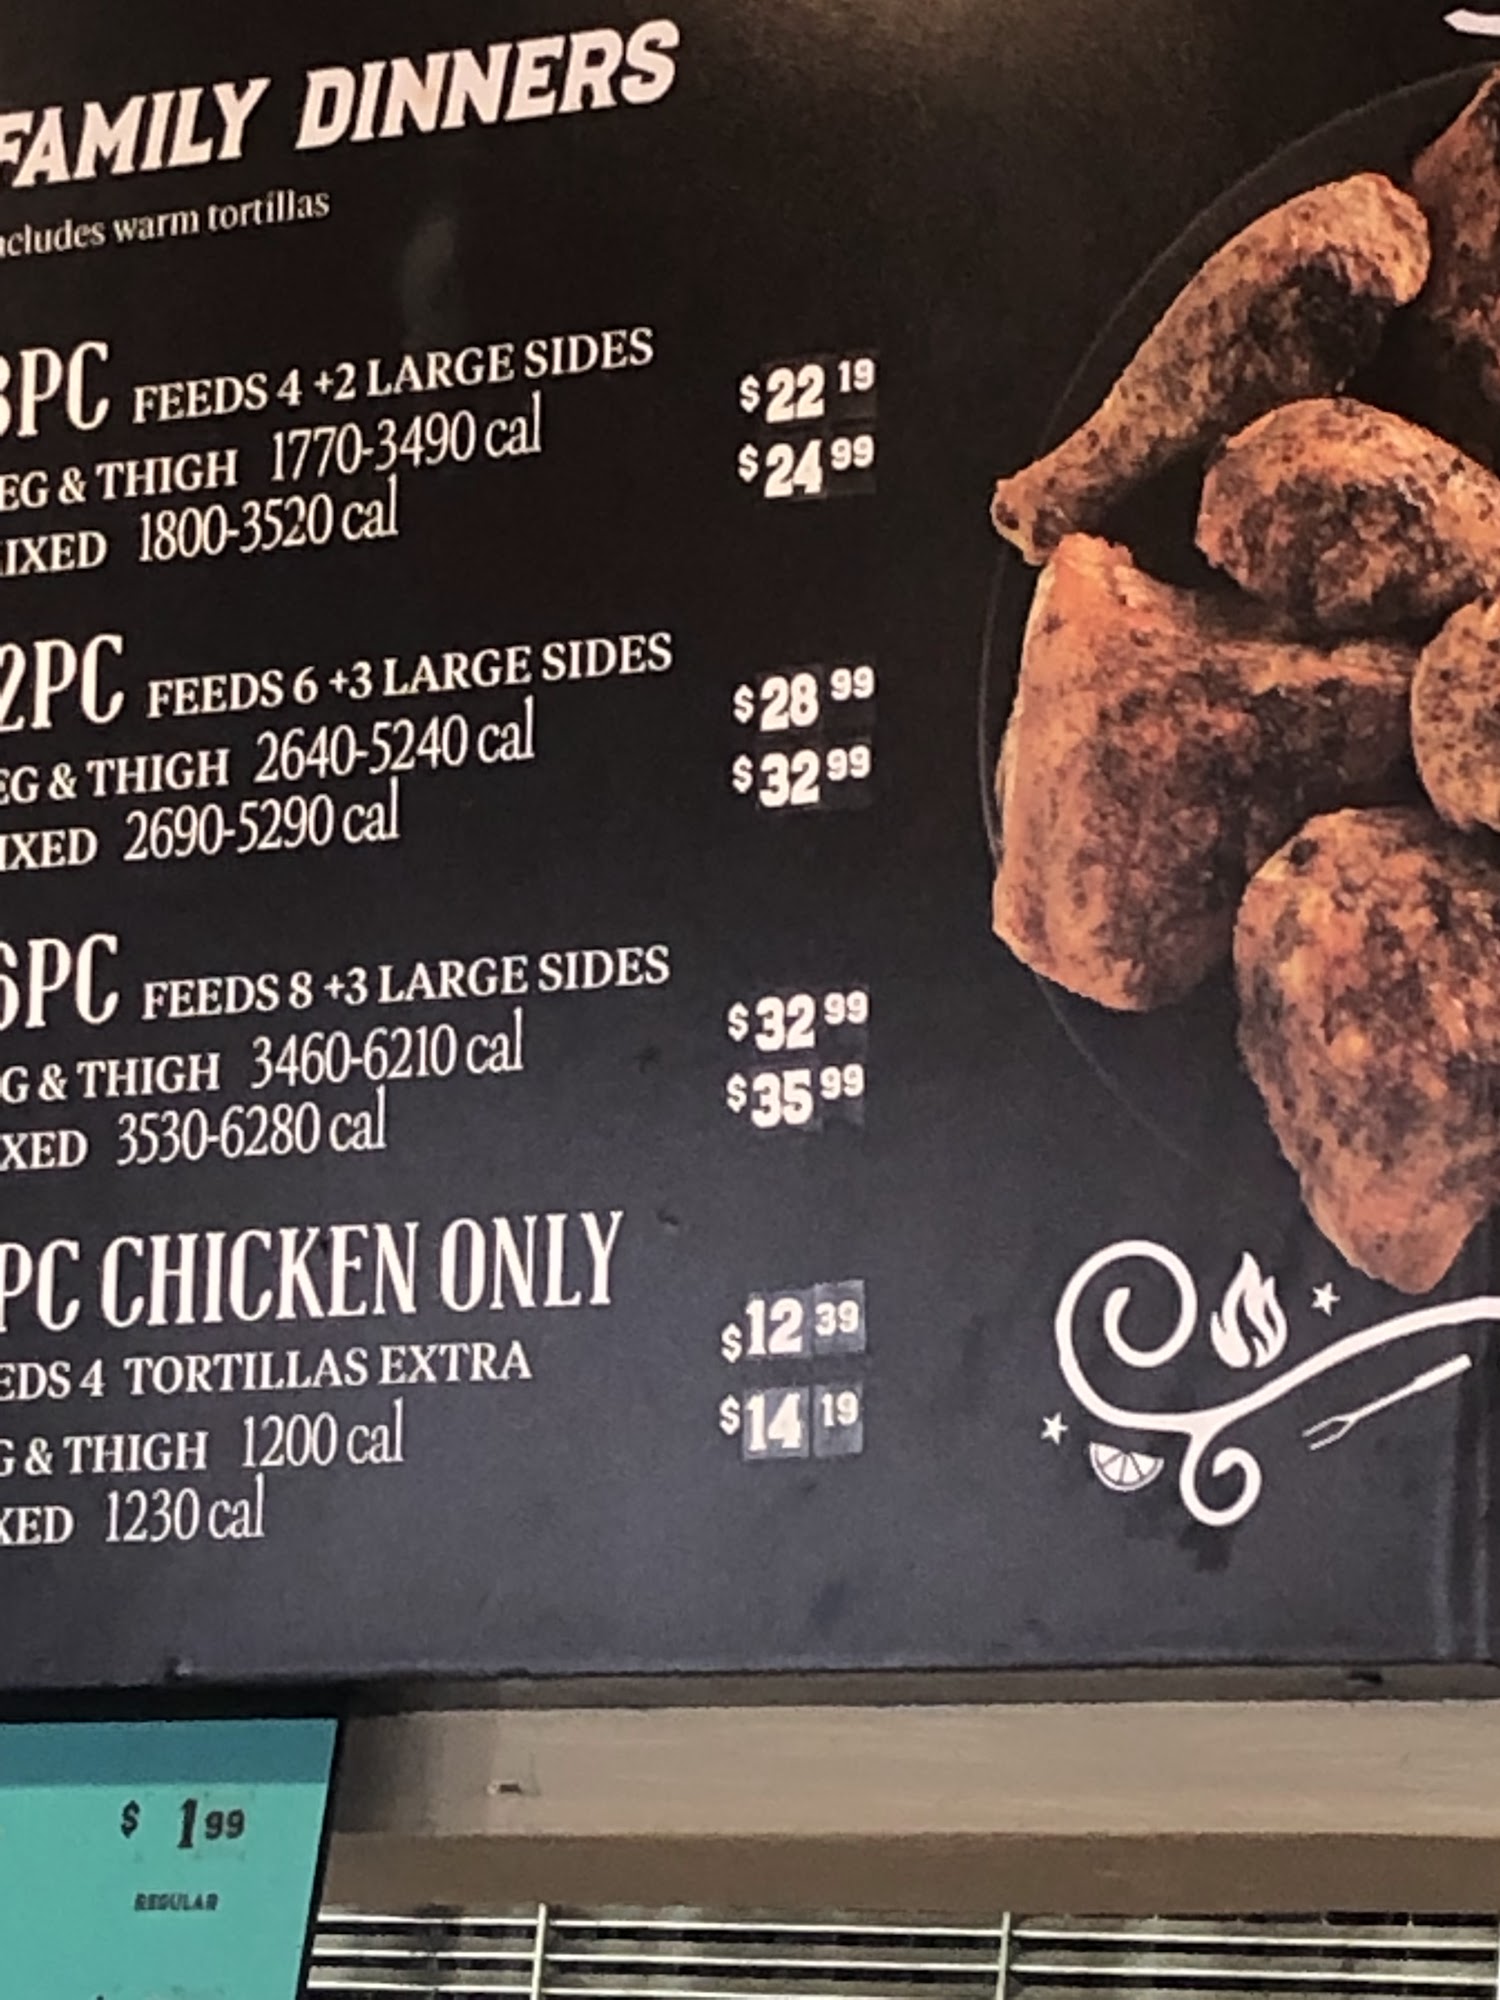 FAMILY DINNERS
ncludes warm tortillas
8PC FEEDS 4 +2 LARGE SIDES
EG & THIGH 1770-3490 cal $22 19
IXED 1800-3520 cal $24 99
2PC FEEDS 6 +3 LARGE SIDES
EG & THIGH 2640-5240 cal $28 99
IXED 2690-5290 cal $32 99
6PC FEEDS 8 +3 LARGE SIDES
G & THIGH 3460-6210 cal $32 99
XED 3530-6280 cal $35 99
PC CHICKEN ONLY
EDS 4 TORTILLAS EXTRA $12 39
G & THIGH 1200 cal $14 19
XED 1230 cal
$ 1 99
REGULAR